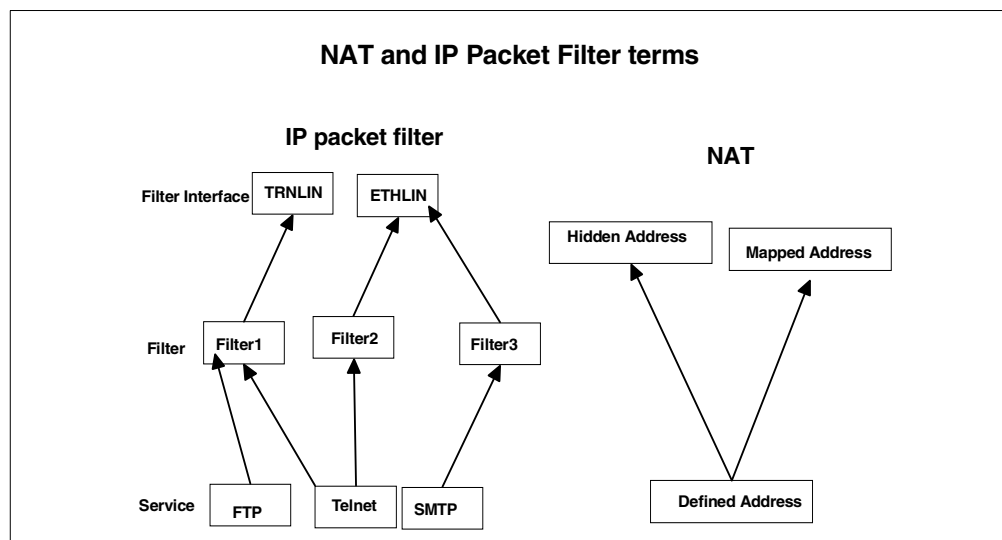 NAT and IP Packet Filter terms
IP packet filter
NAT
Filter Interface
TRNLIN
ETHLIN
Hidden Address
Mapped Address
Filter
Filter1
Filter2
Filter3
Service
FTP
Telnet
SMTP
Defined Address